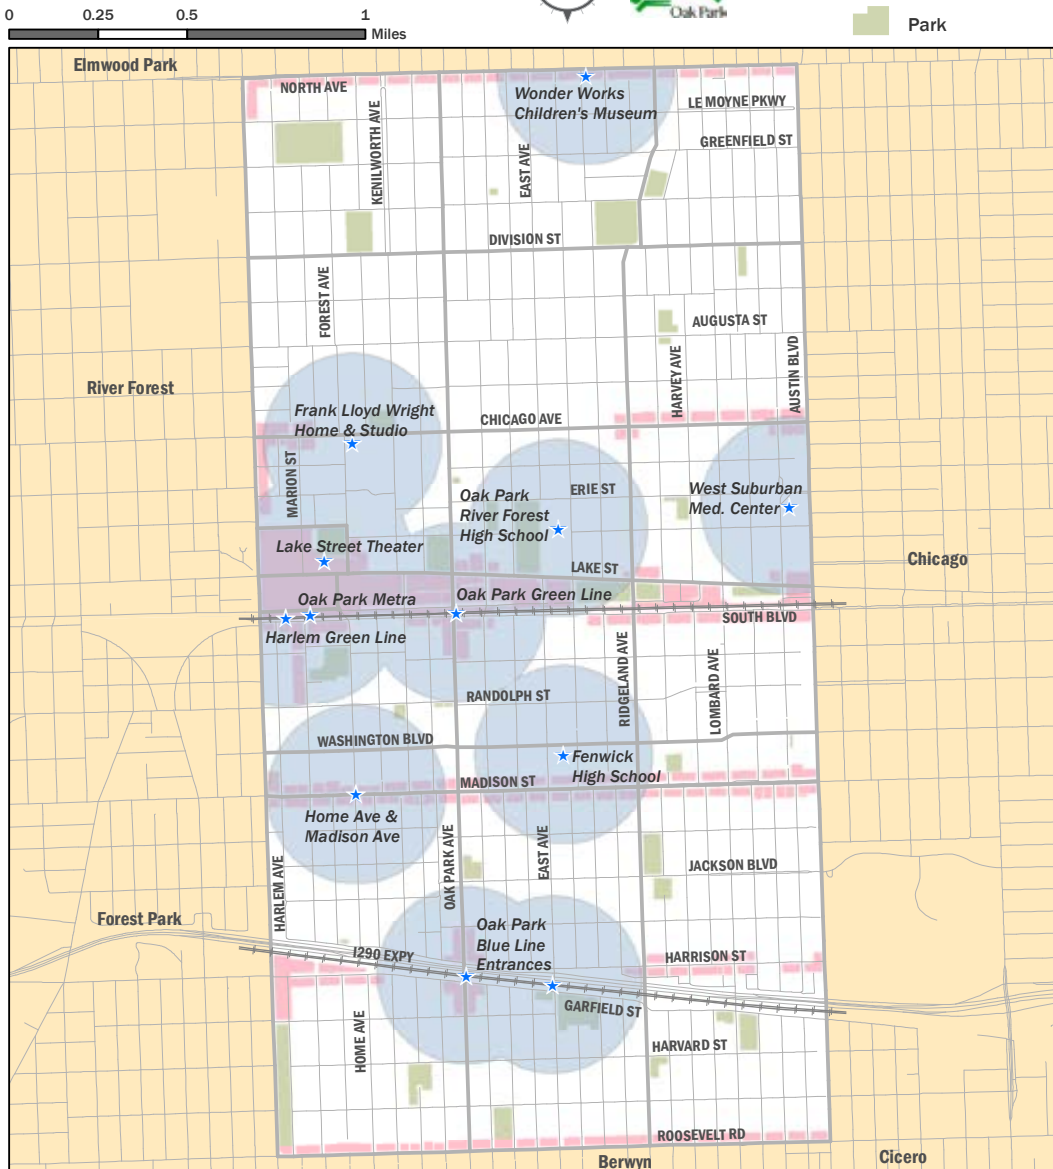 0 0.25 0.5 1
Miles
Oak Park
Park
Elmwood Park
NORTH AVE
KENILWORTH AVE
Wonder Works
Children's Museum
LE MOYNE PKWY
GREENFIELD ST
EAST AVE
DIVISION ST
FOREST AVE
AUGUSTA ST
HARVEY AVE
AUSTIN BLVD
River Forest
Frank Lloyd Wright
Home & Studio
CHICAGO AVE
MARION ST
Oak Park
River Forest
High School
ERIE ST
West Suburban
Med. Center
Lake Street Theater
LAKE ST
Chicago
Oak Park Metra
Oak Park Green Line
SOUTH BLVD
Harlem Green Line
RIDGELAND AVE
LOMBARD AVE
RANDOLPH ST
WASHINGTON BLVD
Fenwick
High School
MADISON ST
Home Ave &
Madison Ave
HARLEM AVE
OAK PARK AVE
EAST AVE
JACKSON BLVD
Forest Park
Oak Park
Blue Line
Entrances
I290 EXPY
HARRISON ST
GARFIELD ST
HOME AVE
HARVARD ST
ROOSEVELT RD
Berwyn
Cicero